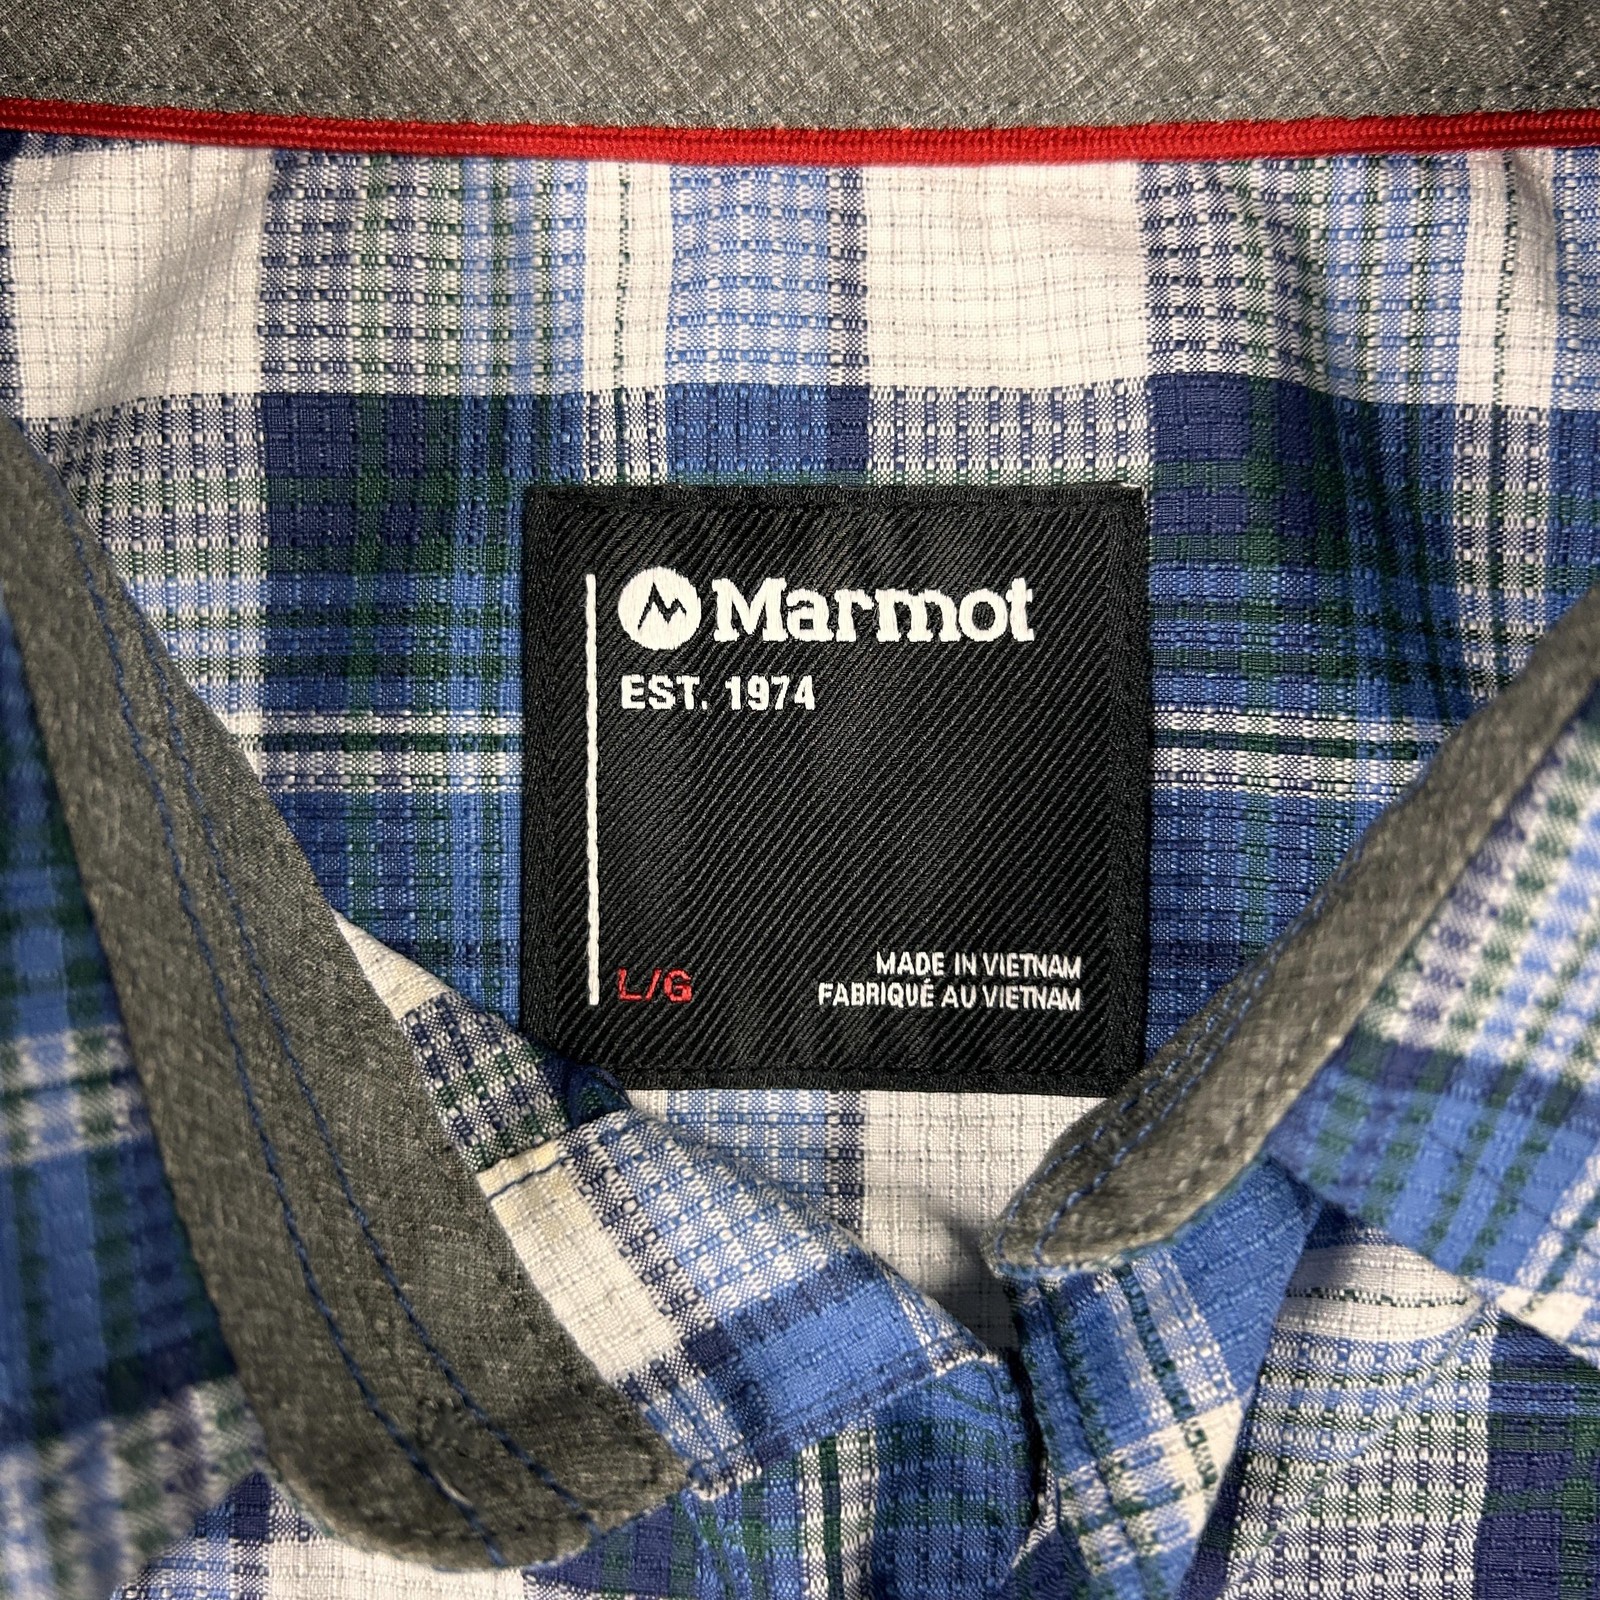 Marmot
EST. 1974
L/G
MADE IN VIETNAM
FABRIQUÉ AU VIETNAM